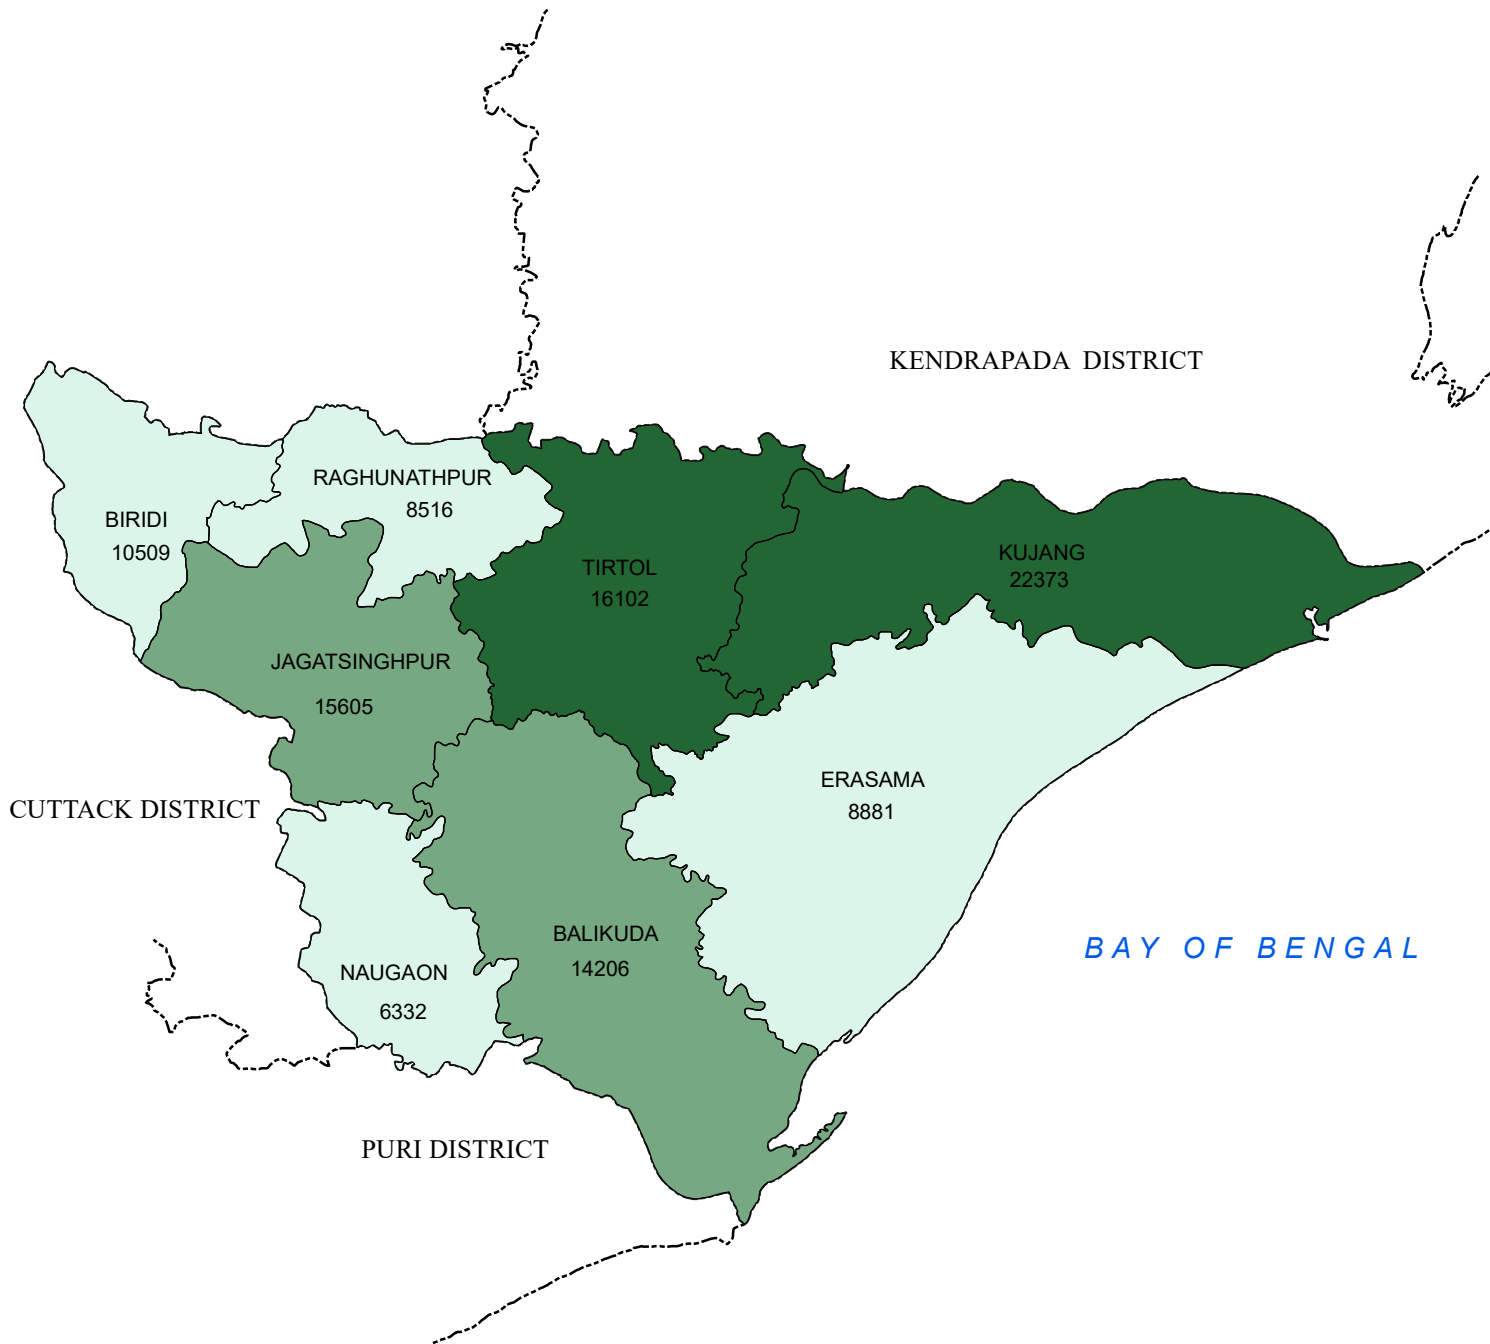 KENDRAPADA DISTRICT
RAGHUNATHPUR
8516
BIRIDI
10509
TIRTOL
16102
KUJANG
22373
JAGATSINGHPUR
15605
ERASAMA
8881
CUTTACK DISTRICT
BALIKUDA
14206
BAY OF BENGAL
NAUGAON
6332
PURI DISTRICT